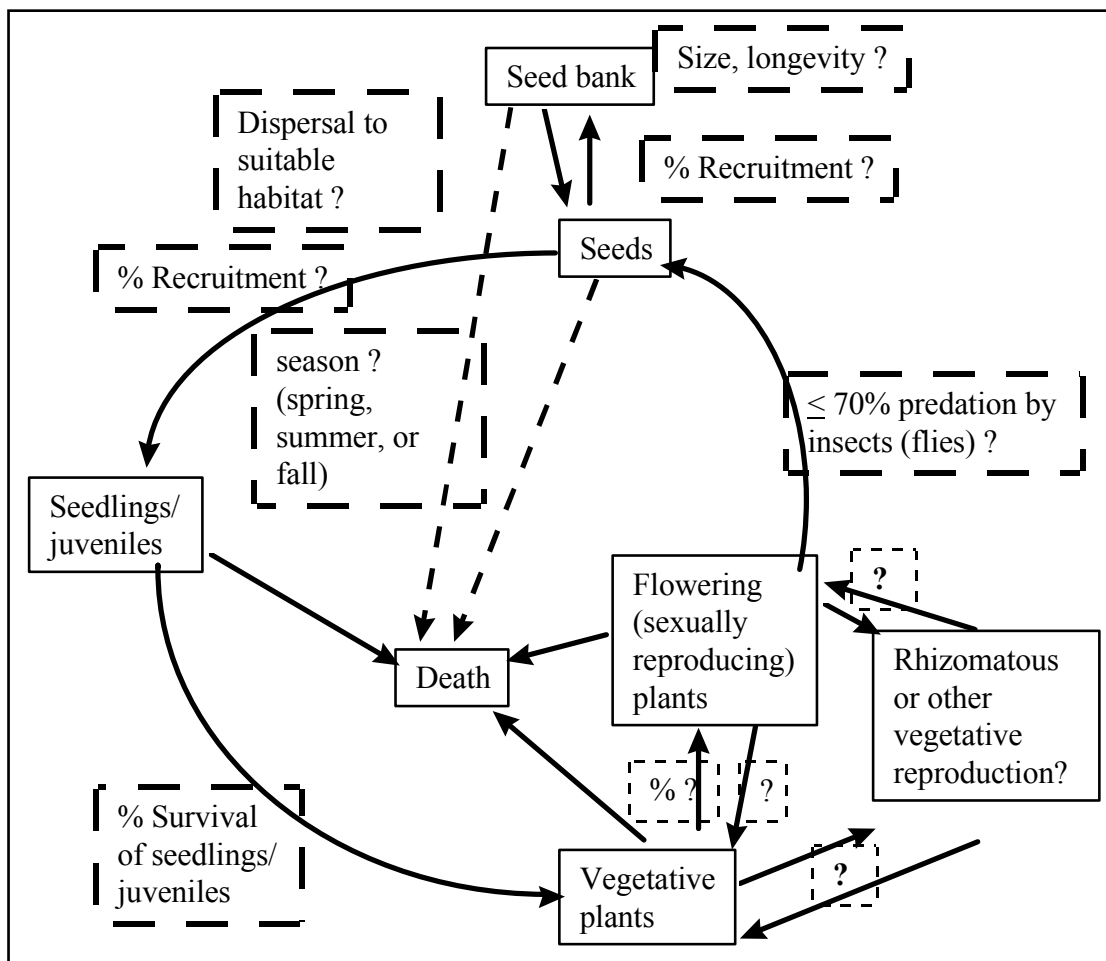 Seed bank
Size, longevity ?
Dispersal to
suitable
habitat ?
% Recruitment ?
Seeds
% Recruitment ?
season ?
(spring,
summer, or
fall)
≤ 70% predation by
insects (flies) ?
Seedlings/
juveniles
Flowering
(sexually
reproducing)
plants
?
Rhizomatous
or other
vegetative
reproduction?
Death
% ?
?
% Survival
of seedlings/
juveniles
Vegetative
plants
?